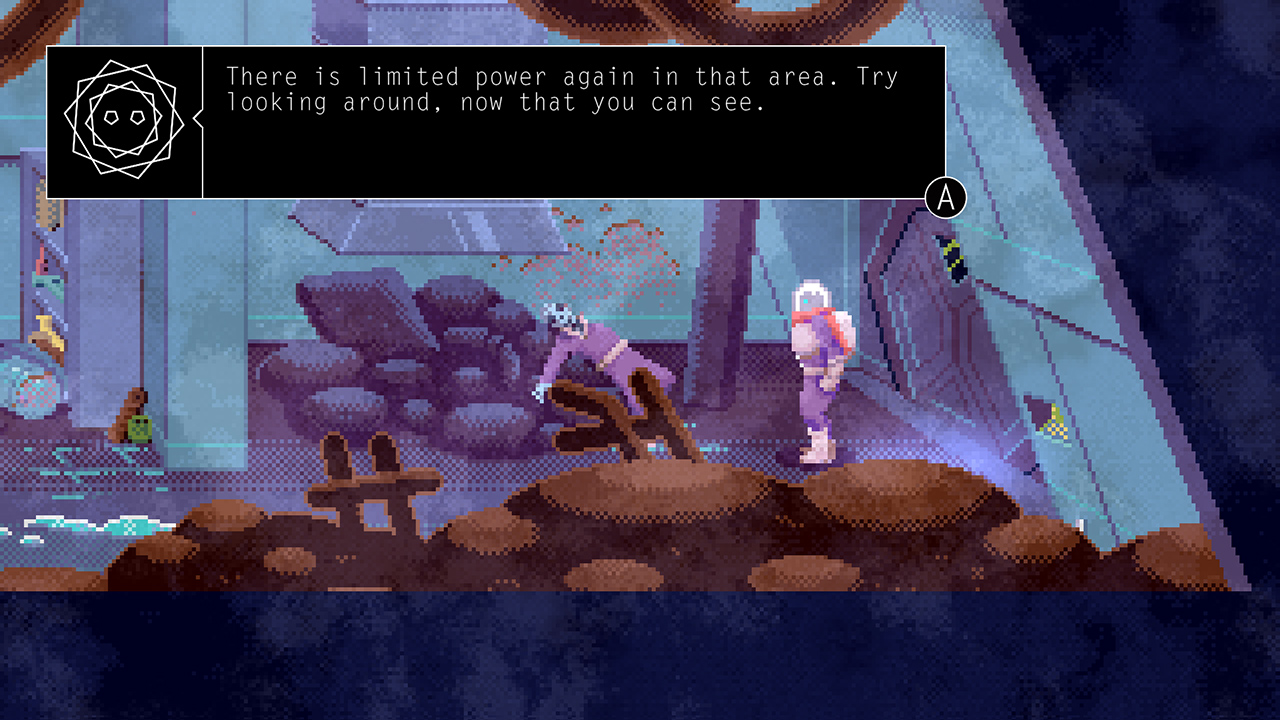 There is limited power again in that area. Try
looking around, now that you can see.
A